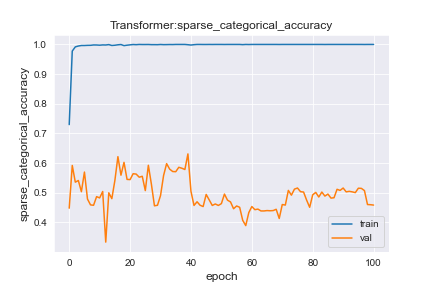 Transformer:sparse_categorical_accuracy
sparse_categorical_accuracy
1.0
0.9
0.8
0.7
0.6
0.5
0.4
0 20 40 60 80 100
epoch
train
val